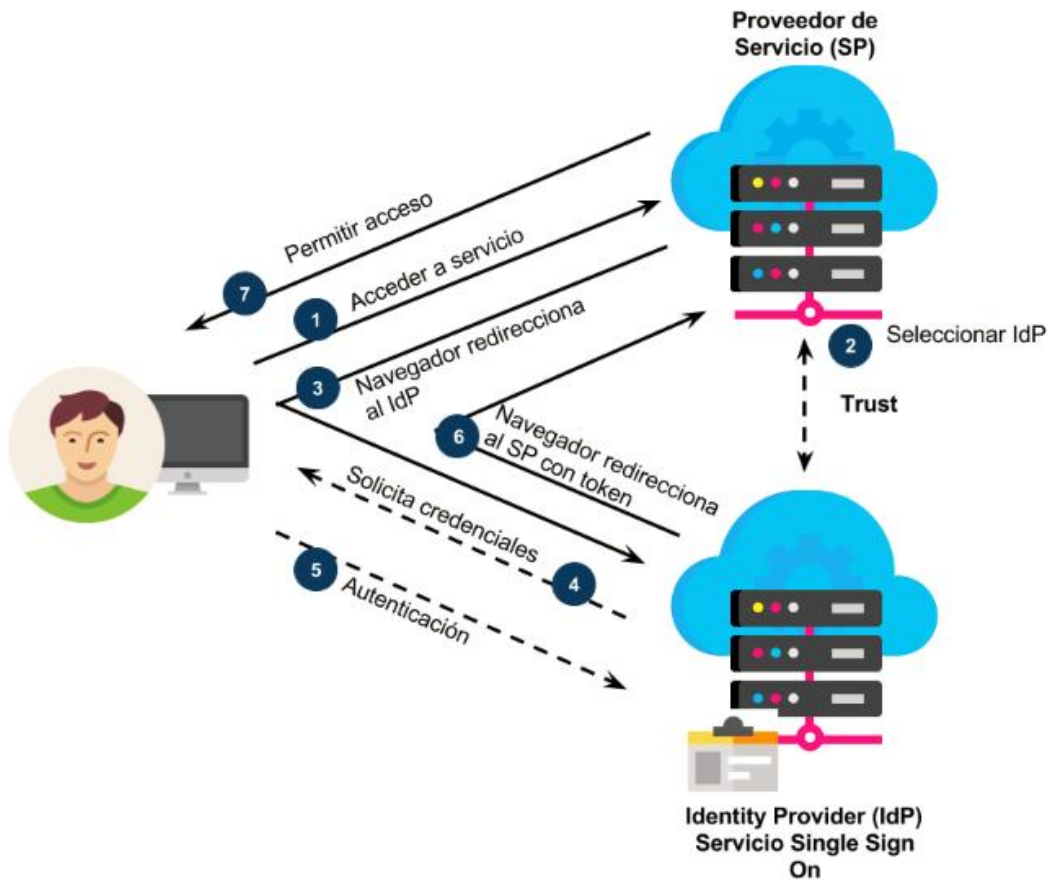 Proveedor de
Servicio (SP)
Permitir acceso
7
Acceder a servicio
1
2
Seleccionar IdP
Navegador redirecciona
al IdP
3
Trust
Navegador redirecciona
al SP con token
6
Solicita credenciales
4
5
Autenticación
Identity Provider (IdP)
Servicio Single Sign
On